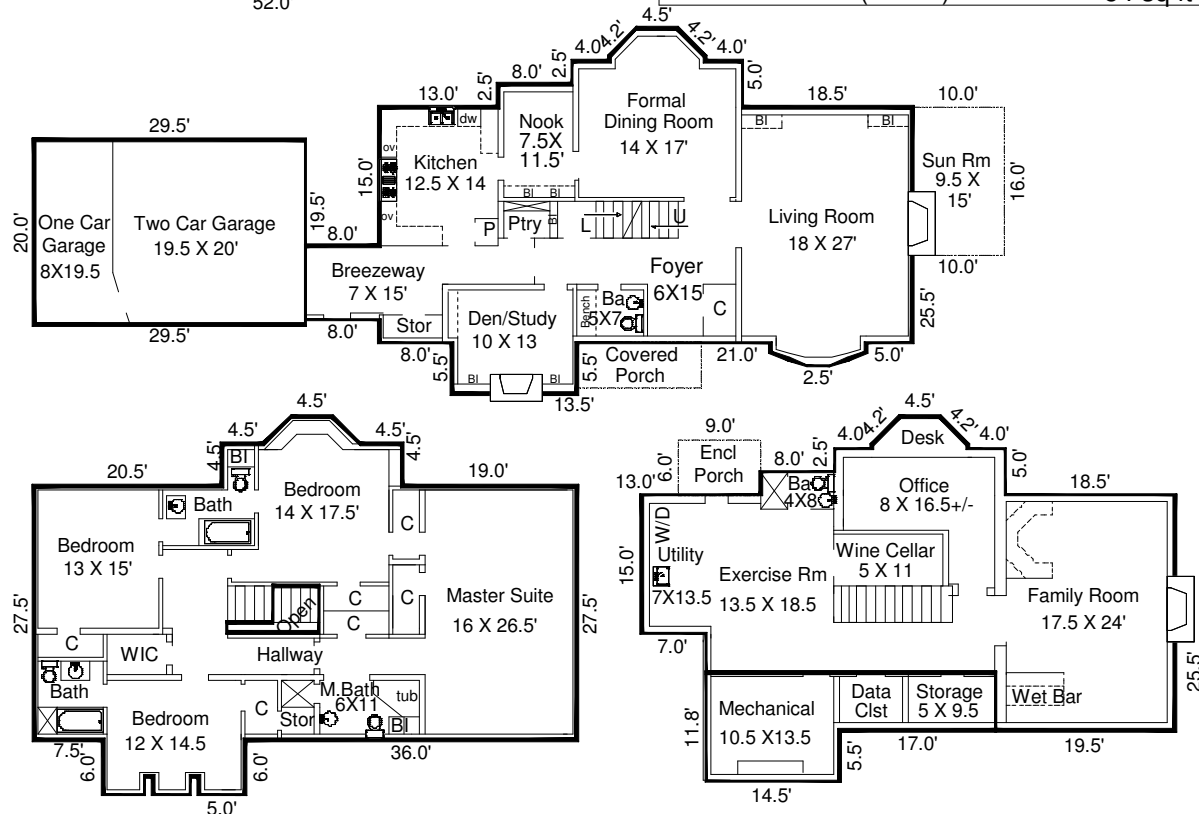 52.0'
4.5'
4.2'
4.2'
4.0'
4.0'
2.5'
8.0'
2.5'
5.0'
13.0'
18.5'
10.0'
29.5'
dw
Nook
7.5X
11.5'
Formal
Dining Room
14 X 17'
BI
BI
ov
Kitchen
12.5 X 14
15.0'
ov
Sun Rm
9.5 X
15'
16.0'
20.0'
One Car
Garage
8X19.5
Two Car Garage
19.5 X 20'
19.5'
8.0'
BI
BI
Ptry
BI
P
L
U
Living Room
18 X 27'
Breezeway
7 X 15'
Foyer
6X15'
10.0'
Stor
Den/Study
10 X 13
Bench
Ba
5X7
C
25.5'
29.5'
8.0'
8.0'
5.5'
BI
BI
5.5'
13.5'
Covered
Porch
21.0'
5.0'
2.5'
4.5'
4.5'
4.5'
4.5'
4.5'
20.5'
19.0'
BI
Bath
Bedroom
14 X 17.5'
C
Bedroom
13 X 15'
27.5'
Open
C
C
C
Master Suite
16 X 26.5'
27.5'
C
WIC
Hallway
Bath
M.Bath
6X11
tub
C
Stor
BI
Bedroom
12 X 14.5
7.5'
6.0'
6.0'
36.0'
5.0'
4.5'
4.2'
4.2'
4.0'
4.0'
Desk
9.0'
Encl
Porch
6.0'
8.0'
2.5'
5.0'
13.0'
18.5'
Ba
4X8
Office
8 X 16.5+/-
W/D
Utility
7X13.5
15.0'
Wine Cellar
5 X 11
Exercise Rm
13.5 X 18.5
Family Room
17.5 X 24'
7.0'
25.5'
Mechanical
10.5 X13.5
Data
Clst
Storage
5 X 9.5
Wet Bar
11.8'
5.5'
17.0'
19.5'
14.5'